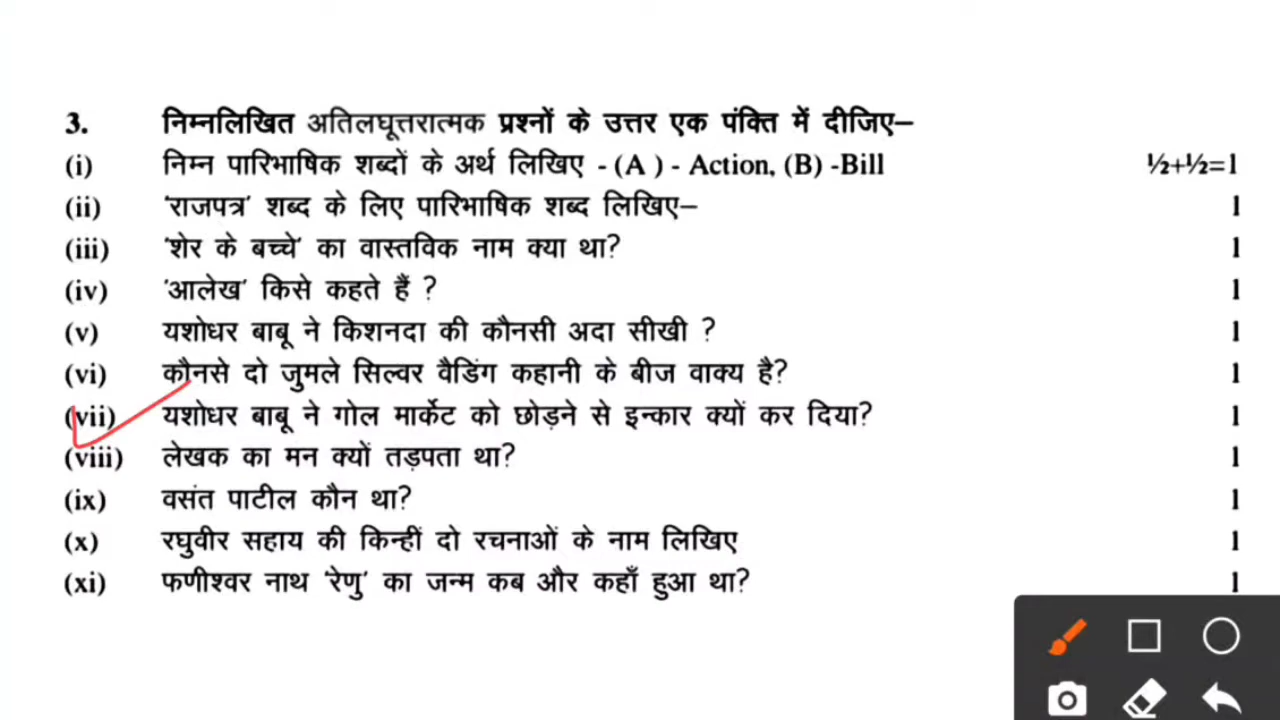 3. निम्नलिखित अतिलघूत्तरात्मक प्रश्नों के उत्तर एक पंक्ति में दीजिए–
(i) निम्न पारिभाषिक शब्दों के अर्थ लिखिए - (A ) - Action, (B) -Bill ½+½=1
(ii) 'राजपत्र' शब्द के लिए पारिभाषिक शब्द लिखिए– 1
(iii) 'शेर के बच्चे' का वास्तविक नाम क्या था? 1
(iv) 'आलेख' किसे कहते हैं ? 1
(v) यशोधर बाबू ने किशनदा की कौनसी अदा सीखी ? 1
(vi) कौनसे दो जुमले सिल्वर वैडिंग कहानी के बीज वाक्य है? 1
(vii) यशोधर बाबू ने गोल मार्केट को छोड़ने से इन्कार क्यों कर दिया? 1
(viii) लेखक का मन क्यों तड़पता था? 1
(ix) वसंत पाटील कौन था? 1
(x) रघुवीर सहाय की किन्हीं दो रचनाओं के नाम लिखिए 1
(xi) फणीश्वर नाथ 'रेणु' का जन्म कब और कहाँ हुआ था? 1